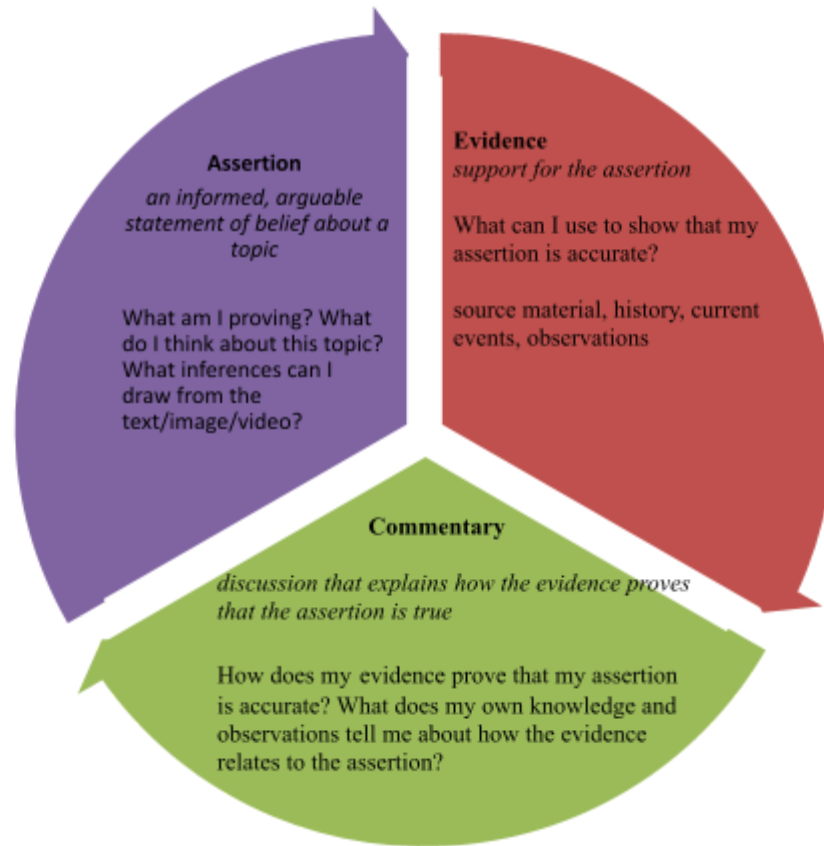 Assertion
an informed, arguable
statement of belief about a
topic
What am I proving? What
do I think about this topic?
What inferences can I
draw from the
text/image/video?
Evidence
support for the assertion
What can I use to show that my
assertion is accurate?
source material, history, current
events, observations
Commentary
discussion that explains how the evidence proves
that the assertion is true
How does my evidence prove that my assertion
is accurate? What does my own knowledge and
observations tell me about how the evidence
relates to the assertion?